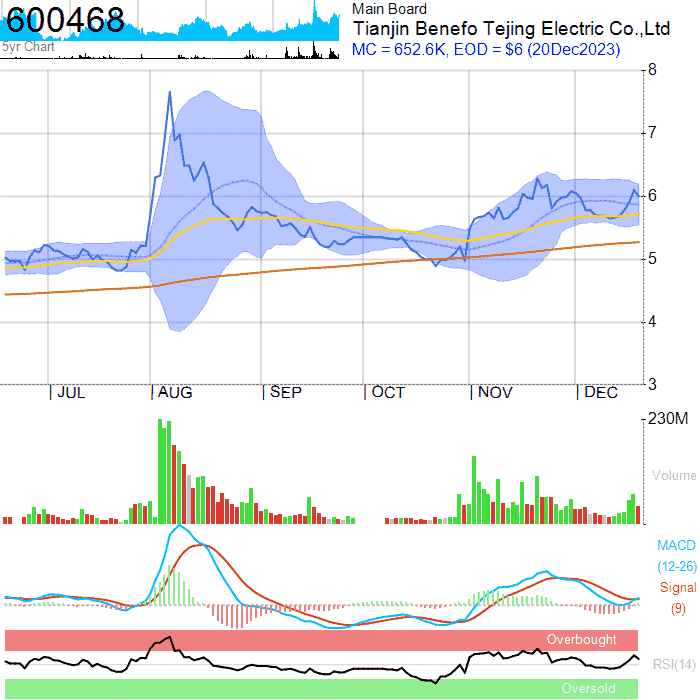 600468
5yr Chart
Main Board
Tianjin Benefo Tejing Electric Co.,Ltd
MC = 652.6K, EOD = $6 (20Dec2023)
8
7
6
5
4
3
JUL
AUG
SEP
OCT
NOV
DEC
230M
Volume
MACD
(12-26)
Signal
(9)
Overbought
RSI(14)
Oversold